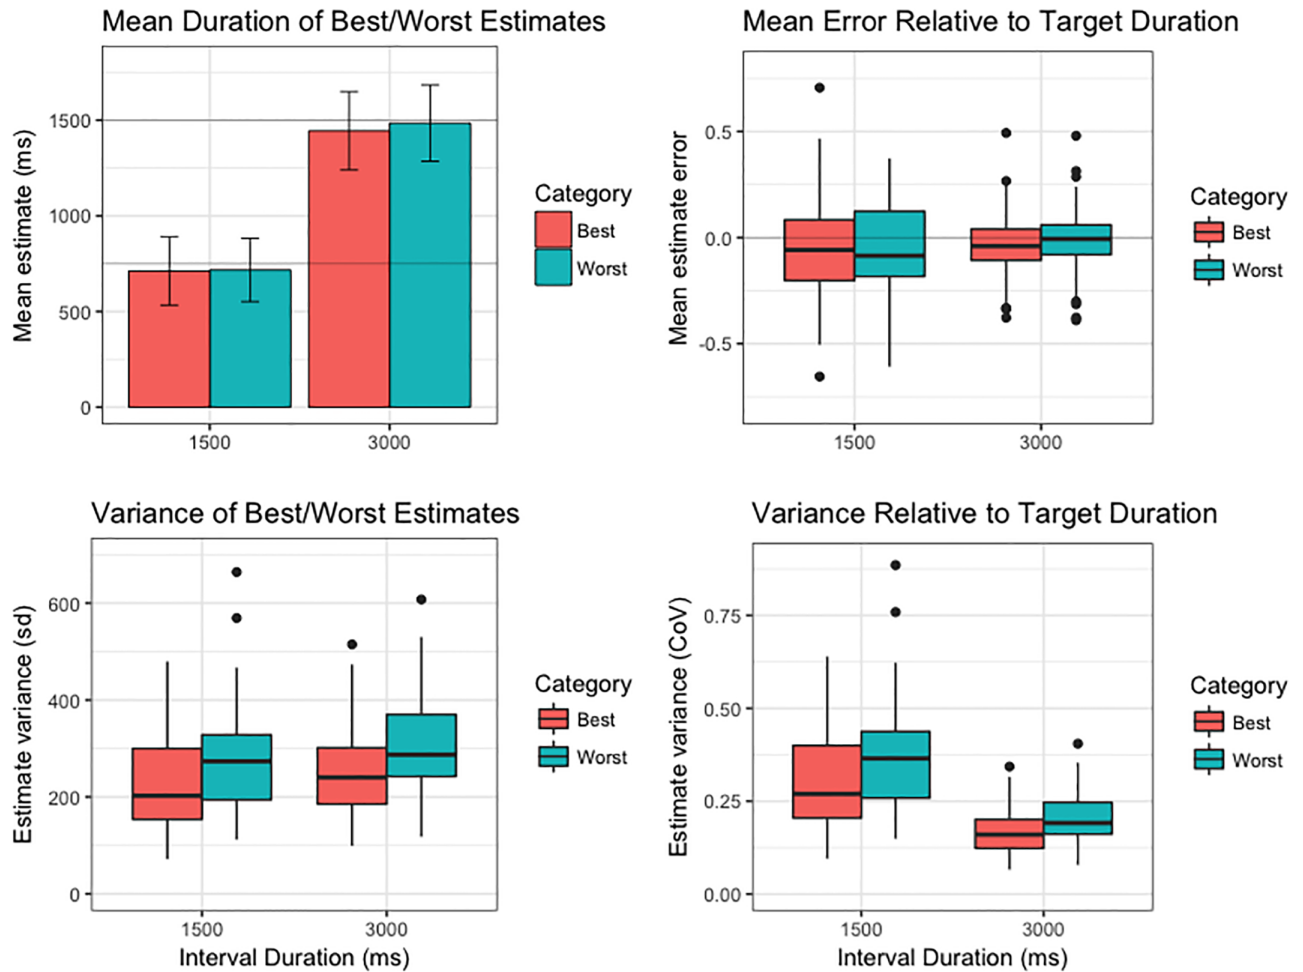 Mean Duration of Best/Worst Estimates
Mean estimate (ms)
1500
1000
500
0
1500
3000
Category
Best
Worst
Mean Error Relative to Target Duration
Mean estimate error
0.5
0.0
-0.5
1500
3000
Category
Best
Worst
Variance of Best/Worst Estimates
Estimate variance (sd)
600
400
200
0
1500
3000
Interval Duration (ms)
Category
Best
Worst
Variance Relative to Target Duration
Estimate variance (CoV)
0.75
0.50
0.25
0.00
1500
3000
Interval Duration (ms)
Category
Best
Worst